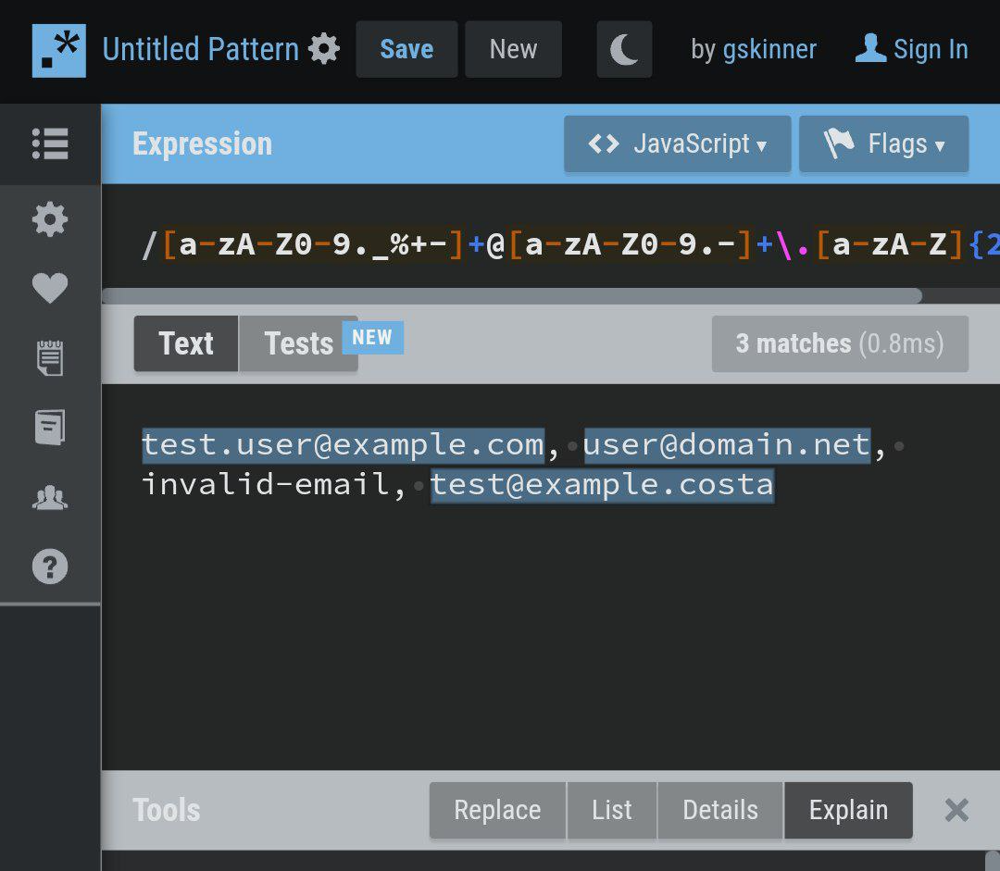 .* Untitled Pattern Save New by gskinner Sign In
Expression <> JavaScript ▾ Flags ▾
/[a-zA-Z0-9._%+-]+@[a-zA-Z0-9.-]+\.[a-zA-Z]{2
Text Tests NEW 3 matches (0.8ms)
test.user@example.com, user@domain.net,
invalid-email, test@example.costa
Tools Replace List Details Explain ×